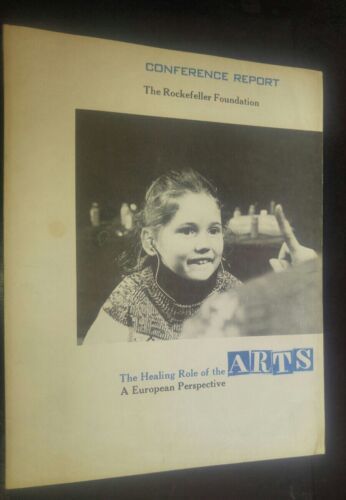 CONFERENCE REPORT
The Rockefeller Foundation
The Healing Role of the ARTS
A European Perspective